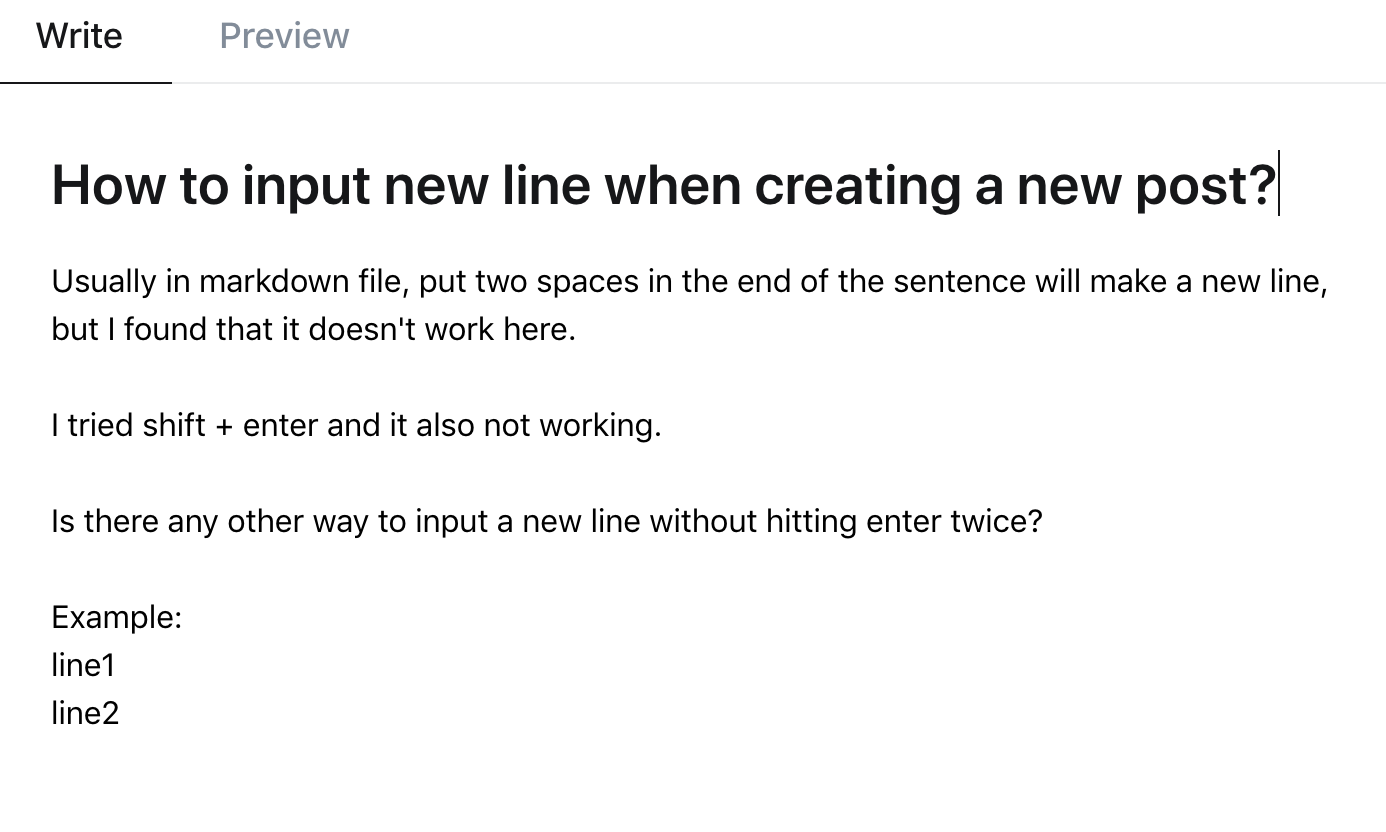 Write
Preview
How to input new line when creating a new post?
Usually in markdown file, put two spaces in the end of the sentence will make a new line,
but I found that it doesn't work here.
I tried shift + enter and it also not working.
Is there any other way to input a new line without hitting enter twice?
Example:
line1
line2